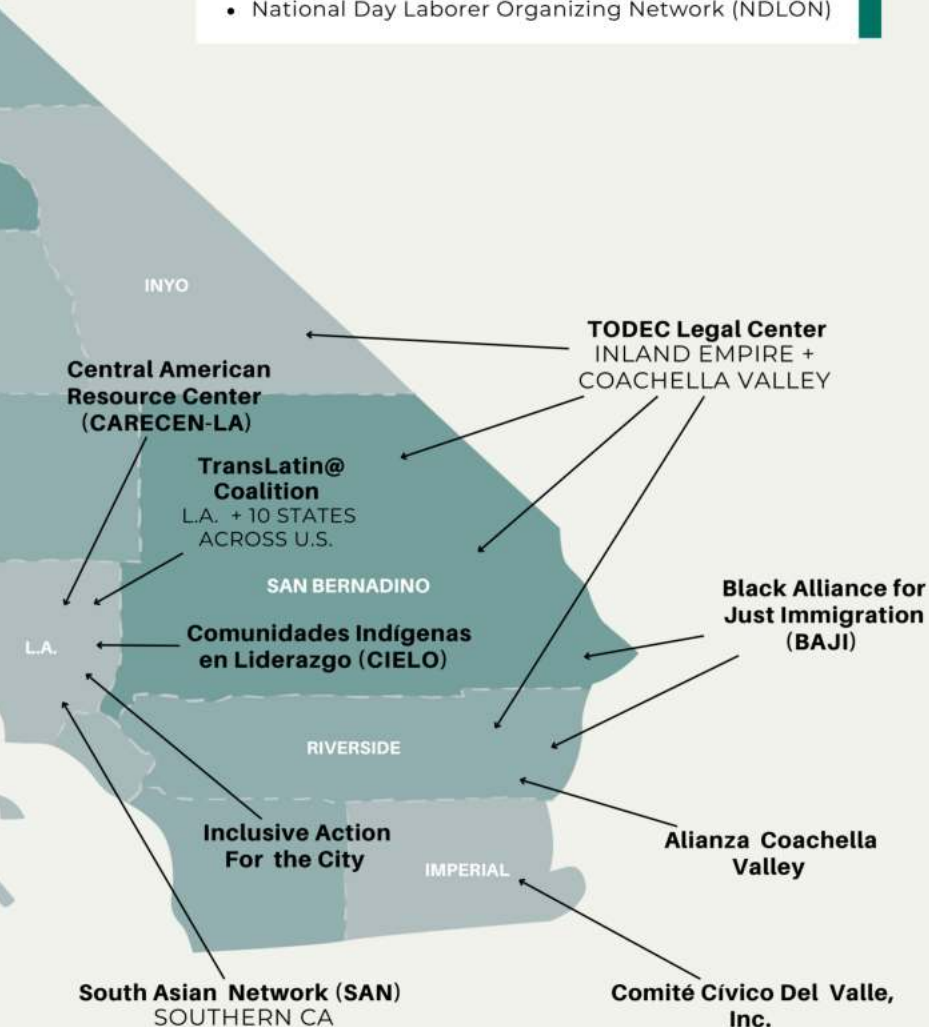 • National Day Laborer Organizing Network (NDLON)
INYO
TODEC Legal Center
INLAND EMPIRE +
COACHELLA VALLEY
Central American
Resource Center
(CARECEN-LA)
TransLatin@
Coalition
L.A. + 10 STATES
ACROSS U.S.
SAN BERNADINO
Black Alliance for
Just Immigration
(BAJI)
L.A.
Comunidades Indígenas
en Liderazgo (CIELO)
RIVERSIDE
Inclusive Action
For the City
Alianza Coachella
Valley
IMPERIAL
South Asian Network (SAN)
SOUTHERN CA
Comité Cívico Del Valle,
Inc.